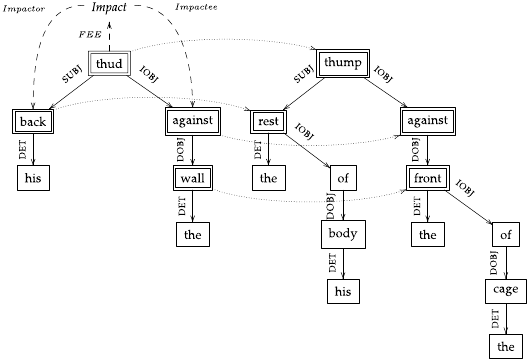 Impactor Impact Impactee
FEE
thud thump
SUBJ IOBJ SUBJ IOBJ
back against rest against
DET DOBJ DET IOBJ DOBJ
his wall the of front
DET DOBJ DET IOBJ
the body the of
DET DOBJ
his cage
DET
the